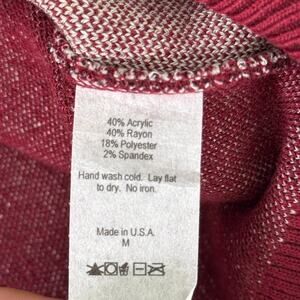 40% Acrylic
40% Rayon
18% Polyester
2% Spandex
Hand wash cold. Lay flat
to dry. No iron.
Made in U.S.A.
M